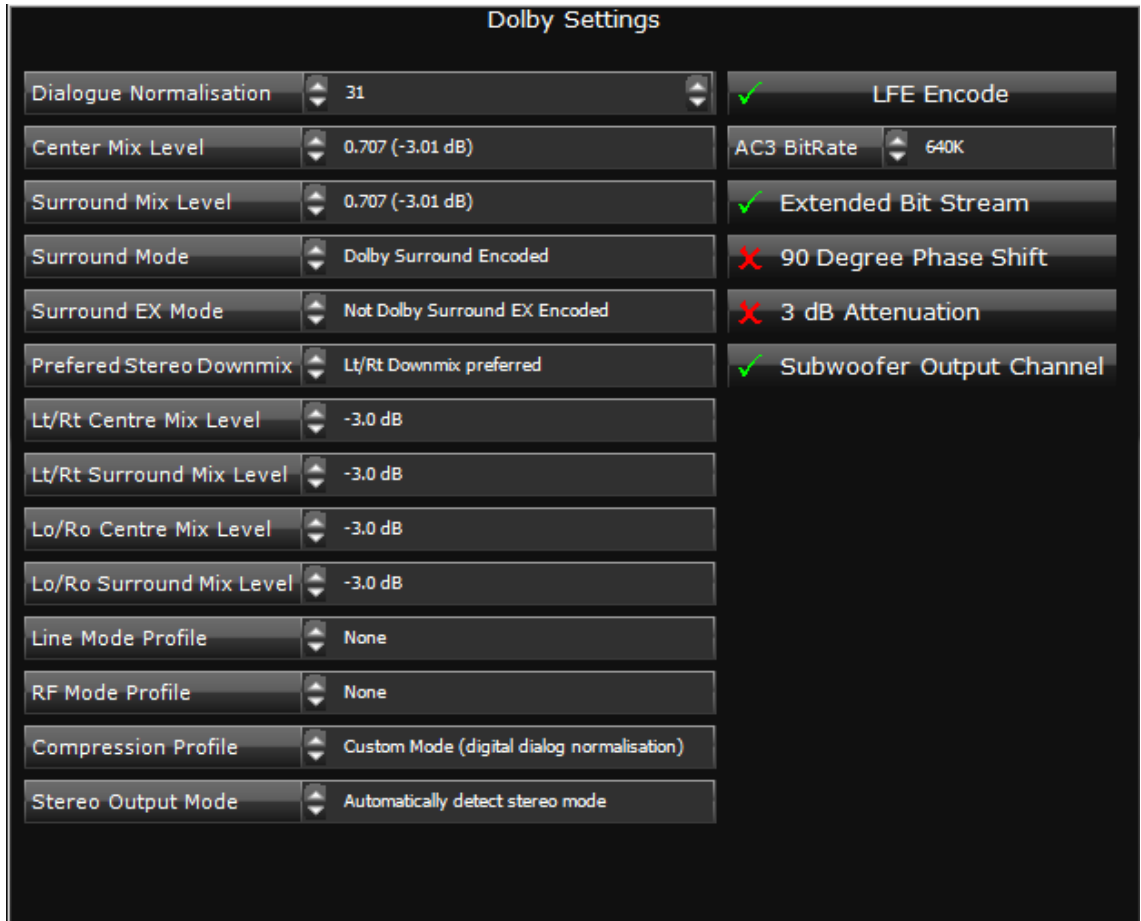 Dolby Settings
Dialogue Normalisation 31 LFE Encode
Center Mix Level 0.707 (-3.01 dB) AC3 BitRate 640K
Surround Mix Level 0.707 (-3.01 dB) Extended Bit Stream
Surround Mode Dolby Surround Encoded 90 Degree Phase Shift
Surround EX Mode Not Dolby Surround EX Encoded 3 dB Attenuation
Prefered Stereo Downmix Lt/Rt Downmix preferred Subwoofer Output Channel
Lt/Rt Centre Mix Level -3.0 dB
Lt/Rt Surround Mix Level -3.0 dB
Lo/Ro Centre Mix Level -3.0 dB
Lo/Ro Surround Mix Level -3.0 dB
Line Mode Profile None
RF Mode Profile None
Compression Profile Custom Mode (digital dialog normalisation)
Stereo Output Mode Automatically detect stereo mode